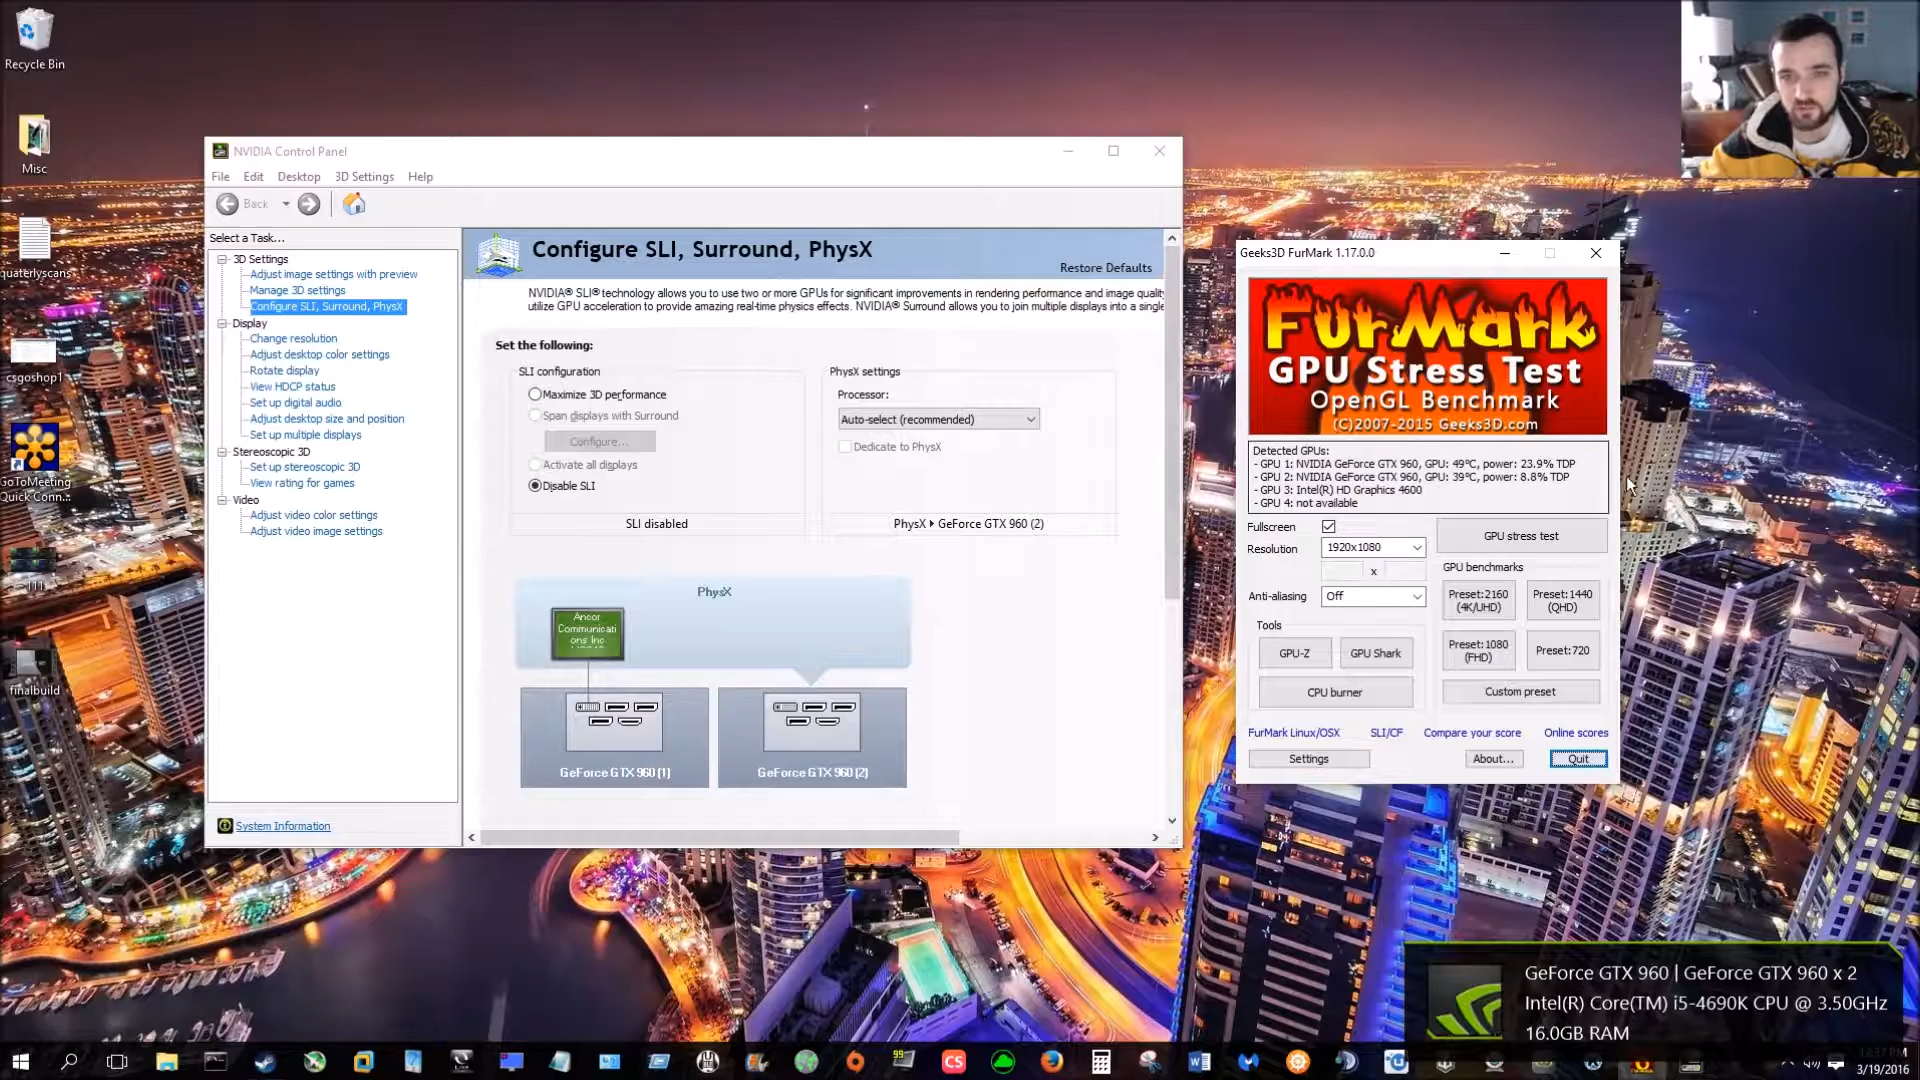 Recycle Bin
Misc
quaterlyscans
csgoshop1
GoToMeeting
Quick Conn...
111
finalbuild
NVIDIA Control Panel
File Edit Desktop 3D Settings Help
Back
Select a Task...
3D Settings
Adjust image settings with preview
Manage 3D settings
Configure SLI, Surround, PhysX
Display
Change resolution
Adjust desktop color settings
Rotate display
View HDCP status
Set up digital audio
Adjust desktop size and position
Set up multiple displays
Stereoscopic 3D
Set up stereoscopic 3D
View rating for games
Video
Adjust video color settings
Adjust video image settings
System Information
Configure SLI, Surround, PhysX
Restore Defaults
NVIDIA® SLI® technology allows you to use two or more GPUs for significant improvements in rendering performance and image qualit
utilize GPU acceleration to provide amazing real-time physics effects. NVIDIA® Surround allows you to join multiple displays into a single
Set the following:
SLI configuration
Maximize 3D performance
Span displays with Surround
Configure...
Activate all displays
Disable SLI
SLI disabled
PhysX settings
Processor:
Auto-select (recommended)
Dedicate to PhysX
PhysX GeForce GTX 960 (2)
PhysX
Ancor
Communicati
ons Inc
GeForce GTX 960 (1)
GeForce GTX 960 (2)
Geeks3D FurMark 1.17.0.0
FurMark
GPU Stress Test
OpenGL Benchmark
(C)2007-2015 Geeks3D.com
Detected GPUs:
- GPU 1: NVIDIA GeForce GTX 960, GPU: 49°C, power: 23.9% TDP
- GPU 2: NVIDIA GeForce GTX 960, GPU: 39°C, power: 8.8% TDP
- GPU 3: Intel(R) HD Graphics 4600
- GPU 4: not available
Fullscreen
Resolution
1920x1080
x
Anti-aliasing
Off
GPU stress test
GPU benchmarks
Preset:2160
(4K/UHD)
Preset:1440
(QHD)
Preset:1080
(FHD)
Preset:720
Custom preset
Tools
GPU-Z
GPU Shark
CPU burner
FurMark Linux/OSX SLI/CF Compare your score Online scores
Settings
About...
Quit
GeForce GTX 960 | GeForce GTX 960 x 2
Intel(R) Core(TM) i5-4690K CPU @ 3.50GHz
16.0GB RAM
99
CS
3/19/2016